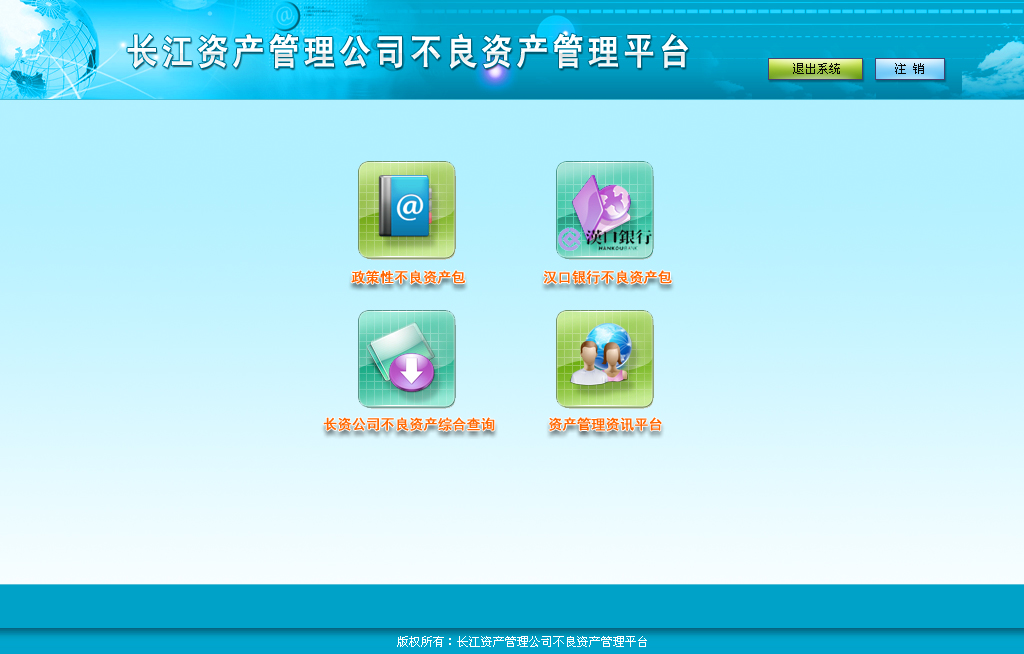 长江资产管理公司不良资产管理平台
退出系统
注 销
漢口銀行
HANKOUBANK
政策性不良资产包
汉口银行不良资产包
长资公司不良资产综合查询
资产管理资讯平台
版权所有：长江资产管理公司不良资产管理平台